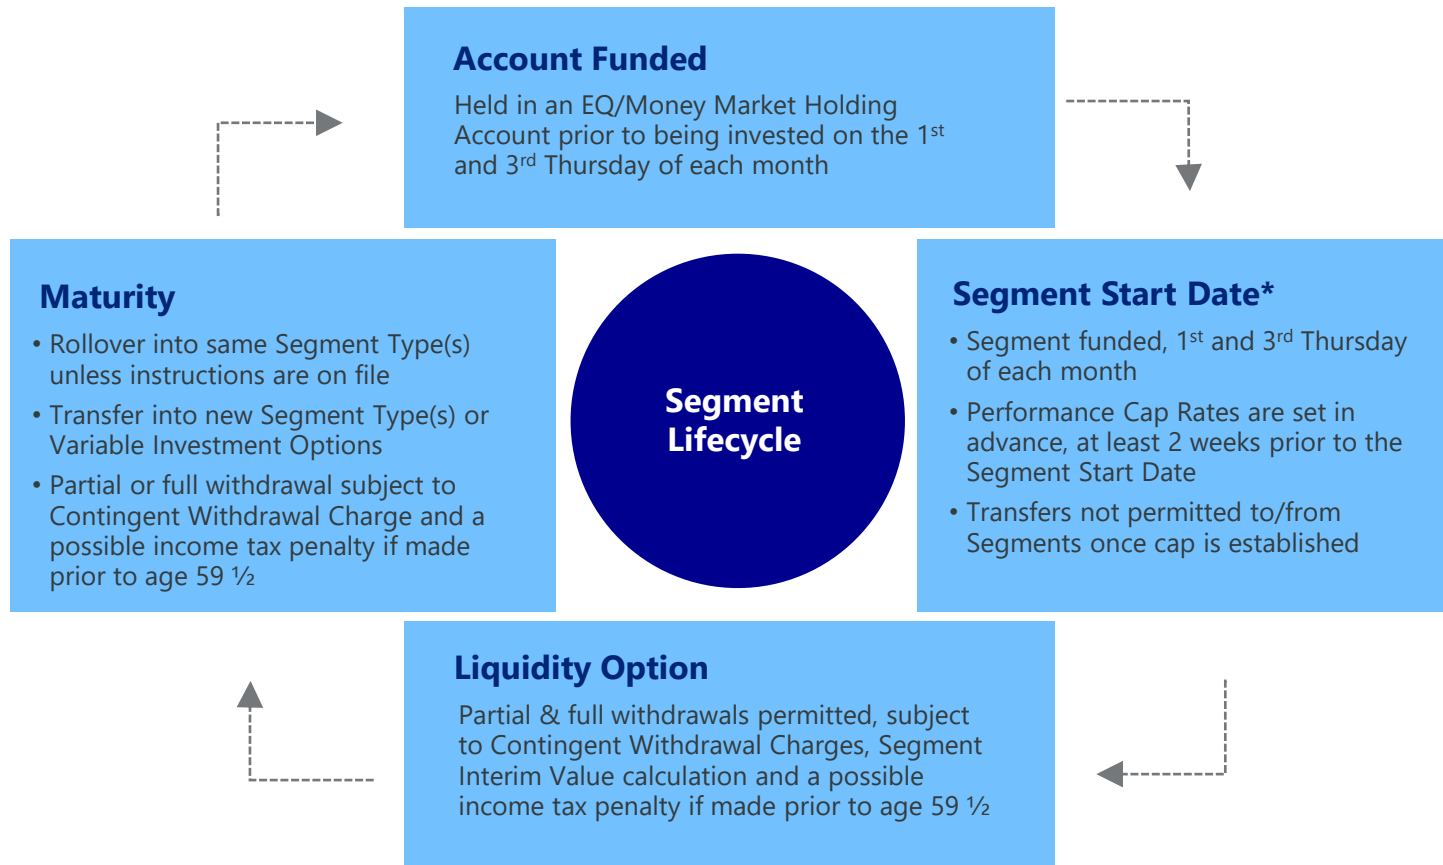 Account Funded
Held in an EQ/Money Market Holding
Account prior to being invested on the 1st
and 3rd Thursday of each month
Maturity
• Rollover into same Segment Type(s)
unless instructions are on file
• Transfer into new Segment Type(s) or
Variable Investment Options
• Partial or full withdrawal subject to
Contingent Withdrawal Charge and a
possible income tax penalty if made
prior to age 59 ½
Segment
Lifecycle
Segment Start Date*
• Segment funded, 1st and 3rd Thursday
of each month
• Performance Cap Rates are set in
advance, at least 2 weeks prior to the
Segment Start Date
• Transfers not permitted to/from
Segments once cap is established
Liquidity Option
Partial & full withdrawals permitted, subject
to Contingent Withdrawal Charges, Segment
Interim Value calculation and a possible
income tax penalty if made prior to age 59 ½